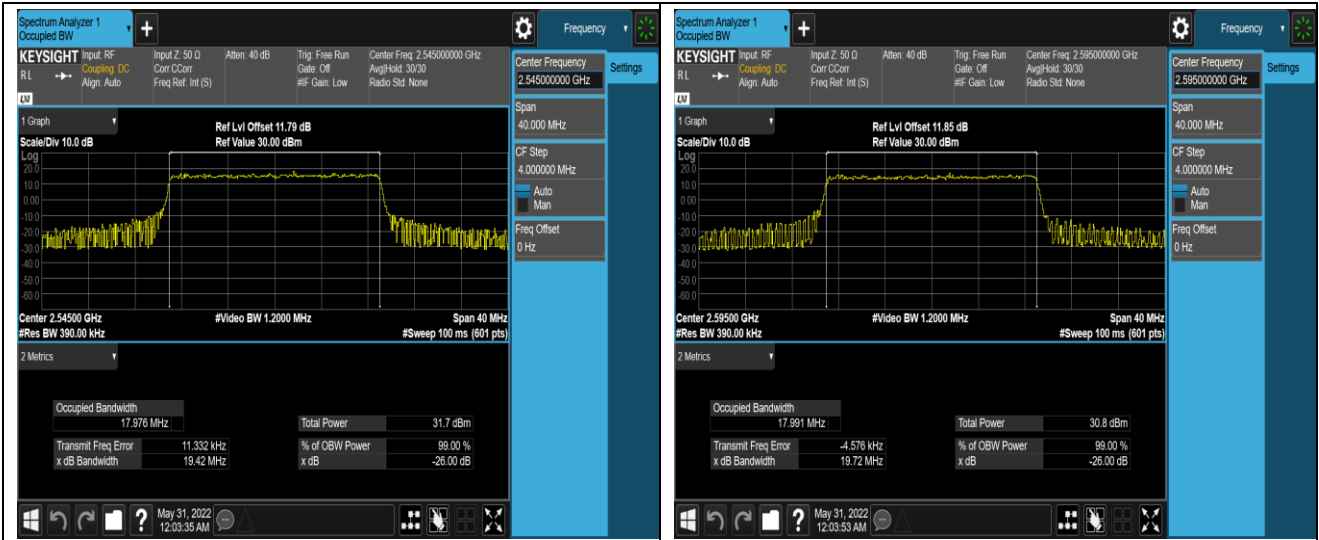 Spectrum Analyzer 1
Occupied BW
+
Frequency
KEYSIGHT Input: RF Input Z: 50 Ω Atten: 40 dB Trig: Free Run Center Freq: 2.545000000 GHz
RL Coupling: DC Corr CCorr Gate: Off Avg|Hold: 30/30
Align: Auto Freq Ref: Int (S) #IF Gain: Low Radio Std: None
LXI
Center Frequency
2.545000000 GHz
Settings
Span
40.000 MHz
CF Step
4.000000 MHz
Auto
Man
Freq Offset
0 Hz
1 Graph
Ref Lvl Offset 11.79 dB
Scale/Div 10.0 dB Ref Value 30.00 dBm
Log
20.0
10.0
0.00
-10.0
-20.0
-30.0
-40.0
-50.0
-60.0
Center 2.54500 GHz #Video BW 1.2000 MHz Span 40 MHz
#Res BW 390.00 kHz #Sweep 100 ms (601 pts)
2 Metrics
Occupied Bandwidth
17.976 MHz Total Power 31.7 dBm
Transmit Freq Error 11.332 kHz % of OBW Power 99.00 %
x dB Bandwidth 19.42 MHz x dB -26.00 dB
?
May 31, 2022
12:03:35 AM
Spectrum Analyzer 1
Occupied BW
+
Frequency
KEYSIGHT Input: RF Input Z: 50 Ω Atten: 40 dB Trig: Free Run Center Freq: 2.595000000 GHz
RL Coupling: DC Corr CCorr Gate: Off Avg|Hold: 30/30
Align: Auto Freq Ref: Int (S) #IF Gain: Low Radio Std: None
LXI
Center Frequency
2.595000000 GHz
Settings
Span
40.000 MHz
CF Step
4.000000 MHz
Auto
Man
Freq Offset
0 Hz
1 Graph
Ref Lvl Offset 11.85 dB
Scale/Div 10.0 dB Ref Value 30.00 dBm
Log
20.0
10.0
0.00
-10.0
-20.0
-30.0
-40.0
-50.0
-60.0
Center 2.59500 GHz #Video BW 1.2000 MHz Span 40 MHz
#Res BW 390.00 kHz #Sweep 100 ms (601 pts)
2 Metrics
Occupied Bandwidth
17.991 MHz Total Power 30.8 dBm
Transmit Freq Error -4.576 kHz % of OBW Power 99.00 %
x dB Bandwidth 19.72 MHz x dB -26.00 dB
?
May 31, 2022
12:03:53 AM